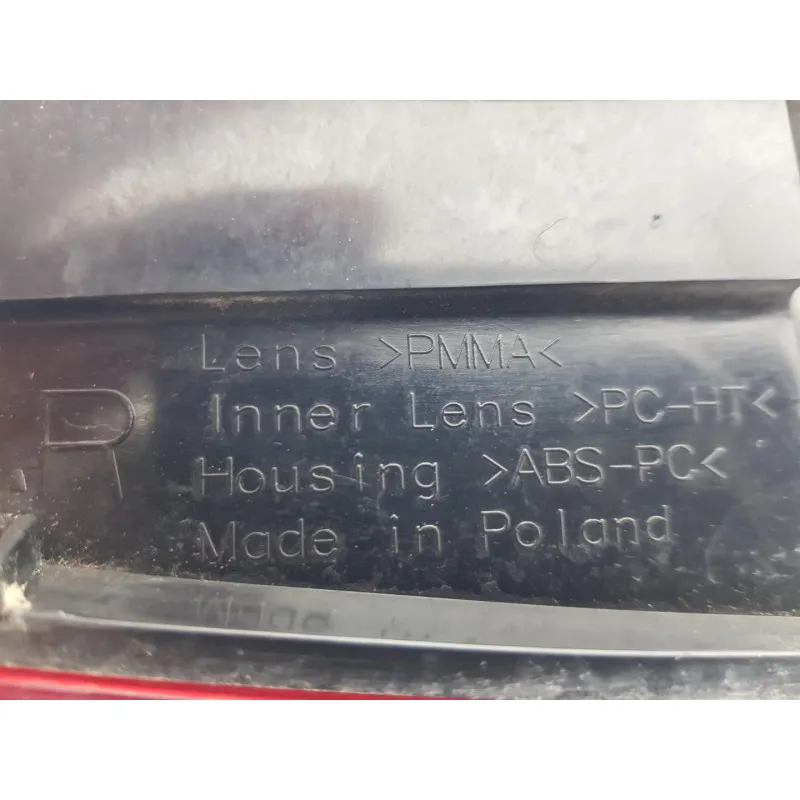 Lens >PMMA<
.R
Inner Lens >PC-HT<
Housing >ABS-PC<
Made in Poland